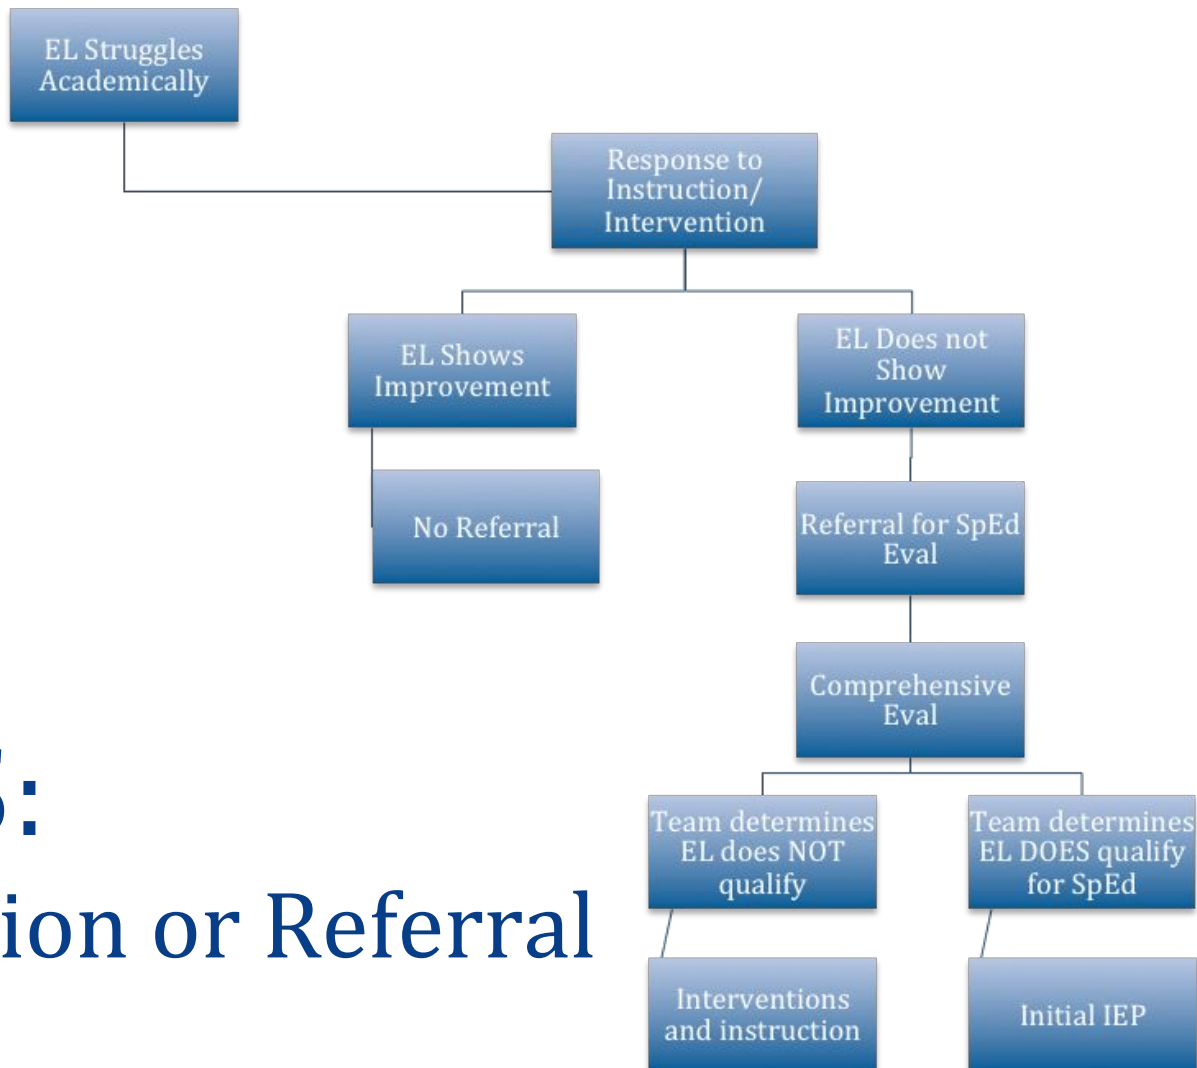 EL Struggles
Academically
Response to
Instruction/
Intervention
EL Shows
Improvement
EL Does not
Show
Improvement
No Referral
Referral for SpEd
Eval
Comprehensive
Eval
Team determines
EL does NOT
qualify
Team determines
EL DOES qualify
for SpEd
Interventions
and instruction
Initial IEP
or Referral